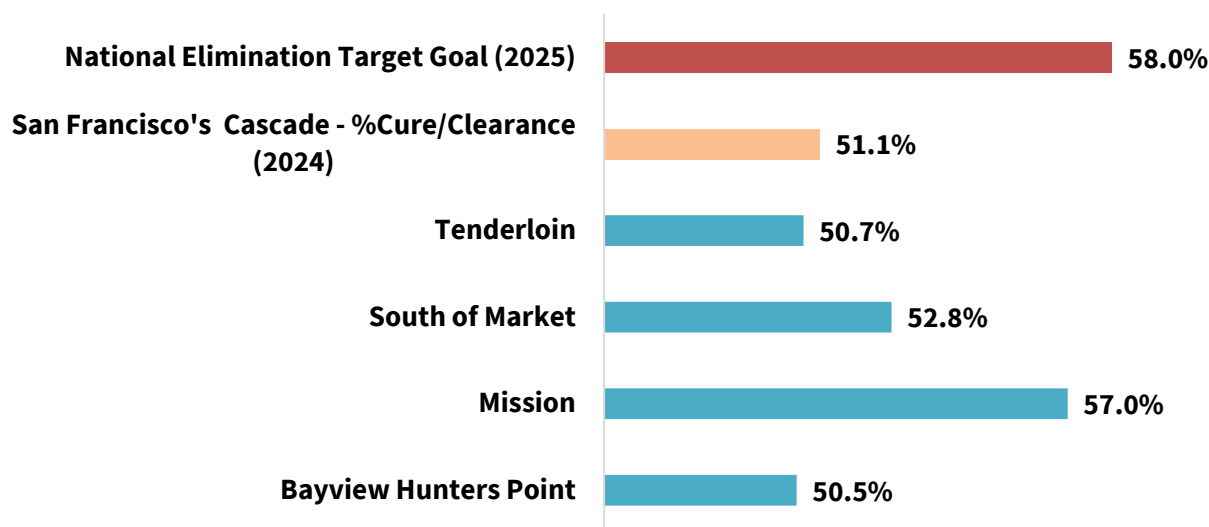 National Elimination Target Goal (2025) 58.0%
San Francisco's  Cascade - %Cure/Clearance
(2024) 51.1%
Tenderloin 50.7%
South of Market 52.8%
Mission 57.0%
Bayview Hunters Point 50.5%